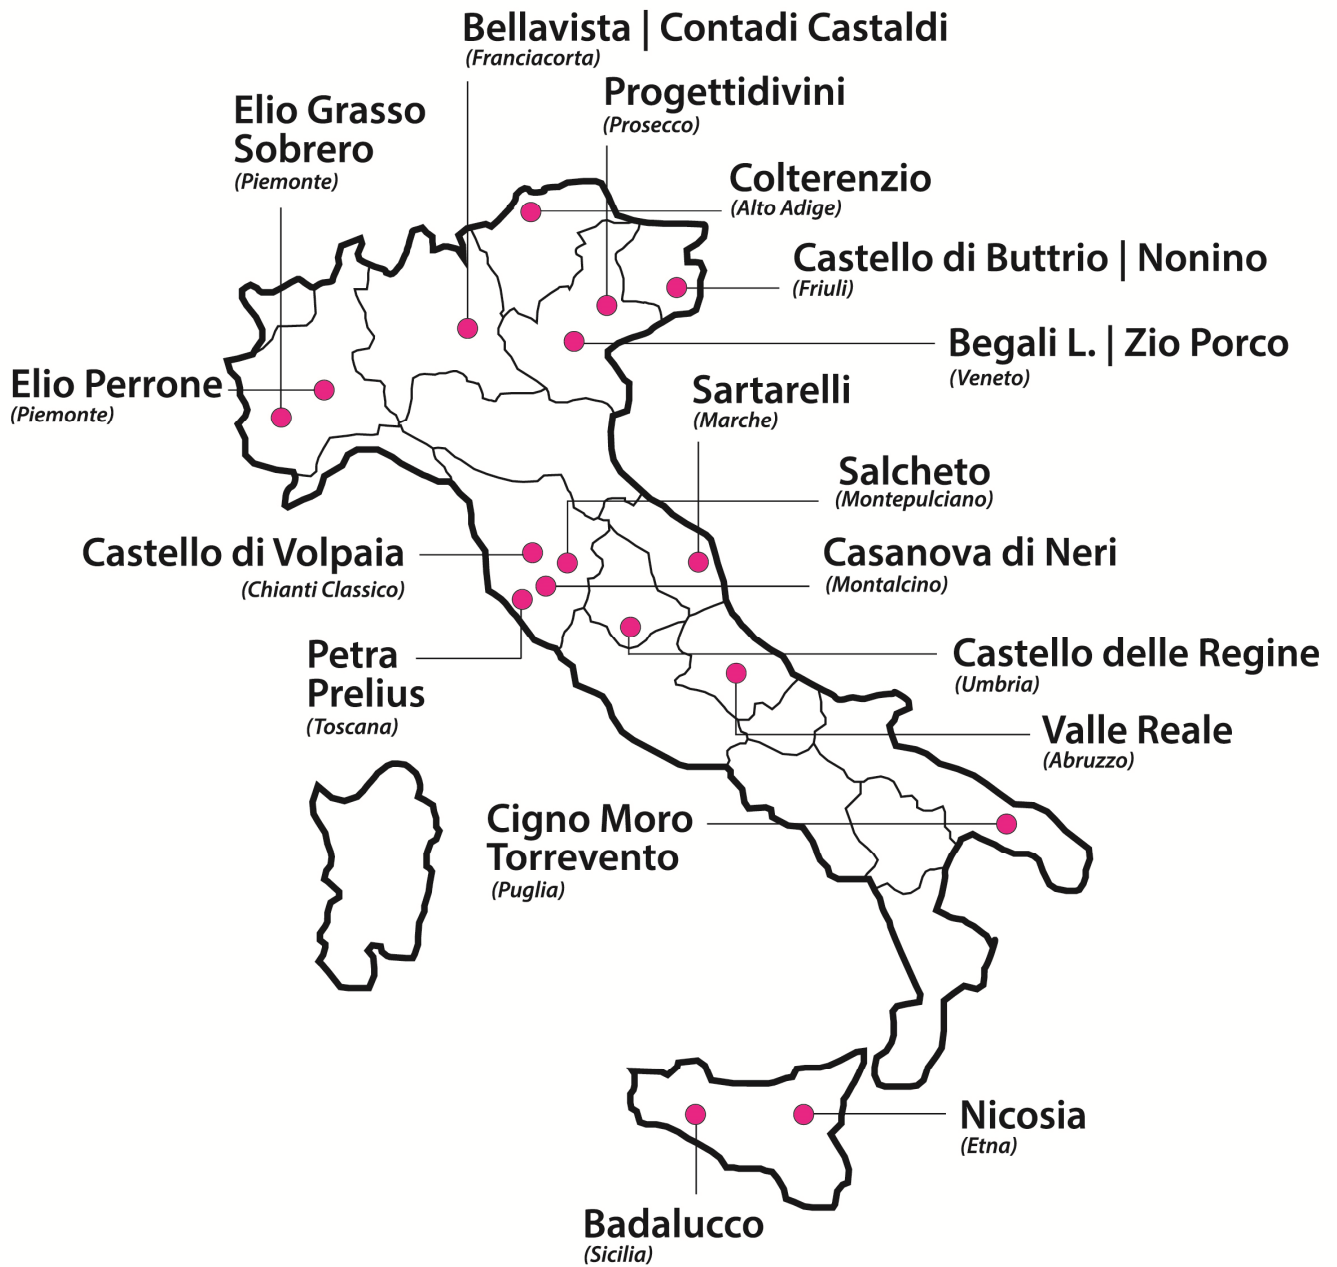 Bellavista | Contadi Castaldi
(Franciacorta)
Progettidivini
(Prosecco)
Elio Grasso
Sobrero
(Piemonte)
Colterenzio
(Alto Adige)
Castello di Buttrio | Nonino
(Friuli)
Begali L. | Zio Porco
(Veneto)
Elio Perrone
(Piemonte)
Sartarelli
(Marche)
Salcheto
(Montepulciano)
Castello di Volpaia
(Chianti Classico)
Casanova di Neri
(Montalcino)
Petra
Prelius
(Toscana)
Castello delle Regine
(Umbria)
Valle Reale
(Abruzzo)
Cigno Moro
Torrevento
(Puglia)
Nicosia
(Etna)
Badalucco
(Sicilia)